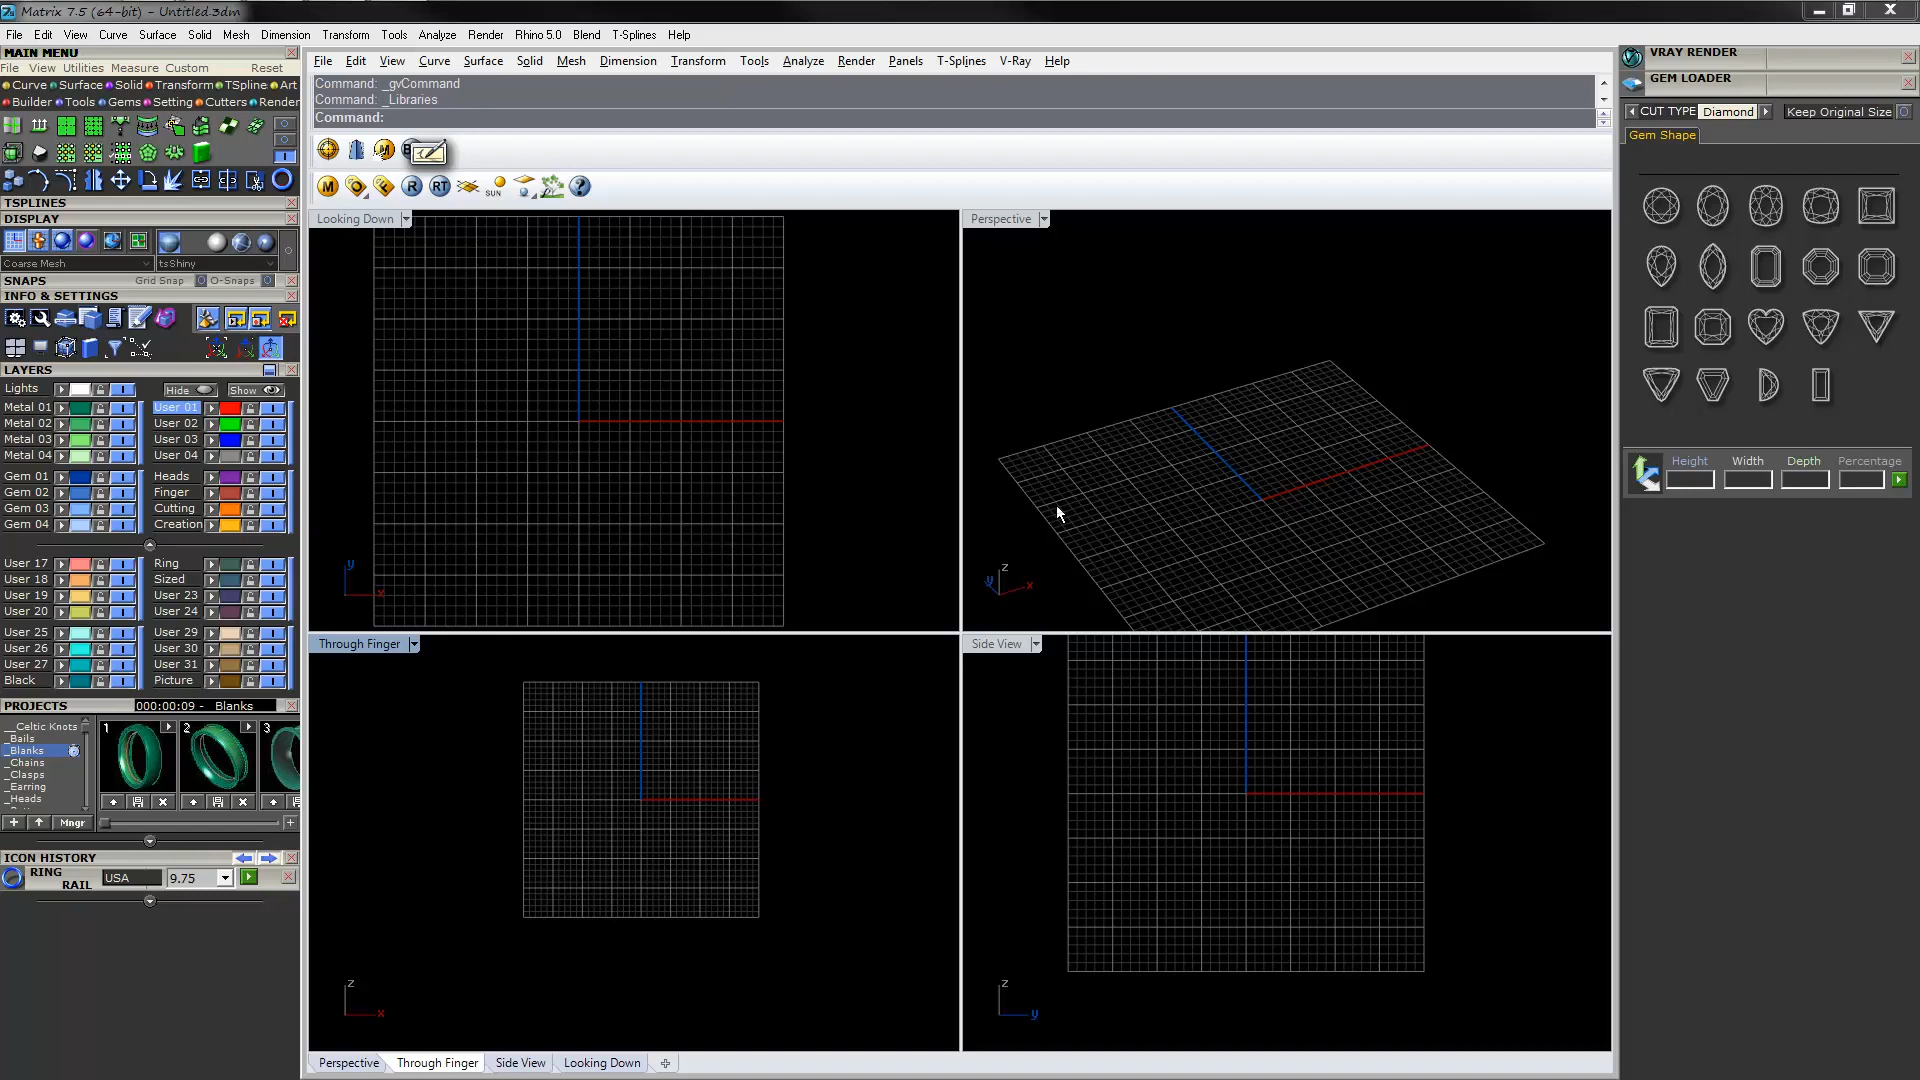 Matrix 7.5 (64-bit) - Untitled.3dm
File Edit View Curve Surface Solid Mesh Dimension Transform Tools Analyze Render Rhino 5.0 Blend T-Splines Help
MAIN MENU
File View Utilities Measure Custom Reset
Curve Surface Solid Transform TSpline Art
Builder Tools Gems Setting Cutters Render
TSPLINES
DISPLAY
Coarse Mesh tsShiny
SNAPS Grid Snap O-Snaps
INFO & SETTINGS
LAYERS
Lights Hide Show
Metal 01 User 01
Metal 02 User 02
Metal 03 User 03
Metal 04 User 04
Gem 01 Heads
Gem 02 Finger
Gem 03 Cutting
Gem 04 Creation
User 17 Ring
User 18 Sized
User 19 User 23
User 20 User 24
User 25 User 29
User 26 User 30
User 27 User 31
Black Picture
PROJECTS 000:00:09 - Blanks
__Celtic Knots
_Bails
_Blanks
_Chains
_Clasps
_Earring
_Heads
1 2 3
Mngr
ICON HISTORY
RING RAIL USA 9.75
File Edit View Curve Surface Solid Mesh Dimension Transform Tools Analyze Render Panels T-Splines V-Ray Help
Command: _gvCommand
Command: _Libraries
Command:
M
M O F R RT SUN ?
Looking Down
y
x
Perspective
z
y x
Through Finger
z
x
Side View
z
y
Perspective Through Finger Side View Looking Down
VRAY RENDER
GEM LOADER
CUT TYPE Diamond Keep Original Size
Gem Shape
Height Width Depth Percentage